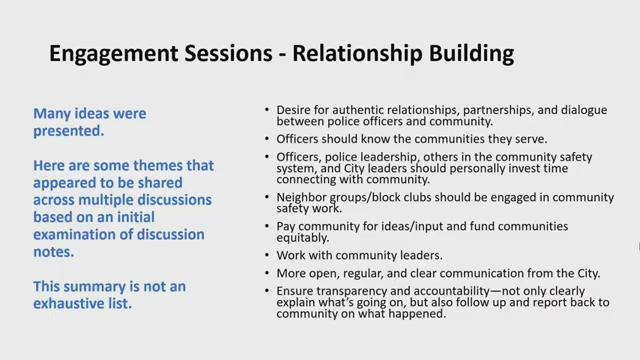 Engagement Sessions - Relationship Building
Many ideas were
presented.
Here are some themes that
appeared to be shared
across multiple discussions
based on an initial
examination of discussion
notes.
This summary is not an
exhaustive list.
• Desire for authentic relationships, partnerships, and dialogue
between police officers and community.
• Officers should know the communities they serve.
• Officers, police leadership, others in the community safety
system, and City leaders should personally invest time
connecting with community.
• Neighbor groups/block clubs should be engaged in community
safety work.
• Pay community for ideas/input and fund communities
equitably.
• Work with community leaders.
• More open, regular, and clear communication from the City.
• Ensure transparency and accountability—not only clearly
explain what's going on, but also follow up and report back to
community on what happened.